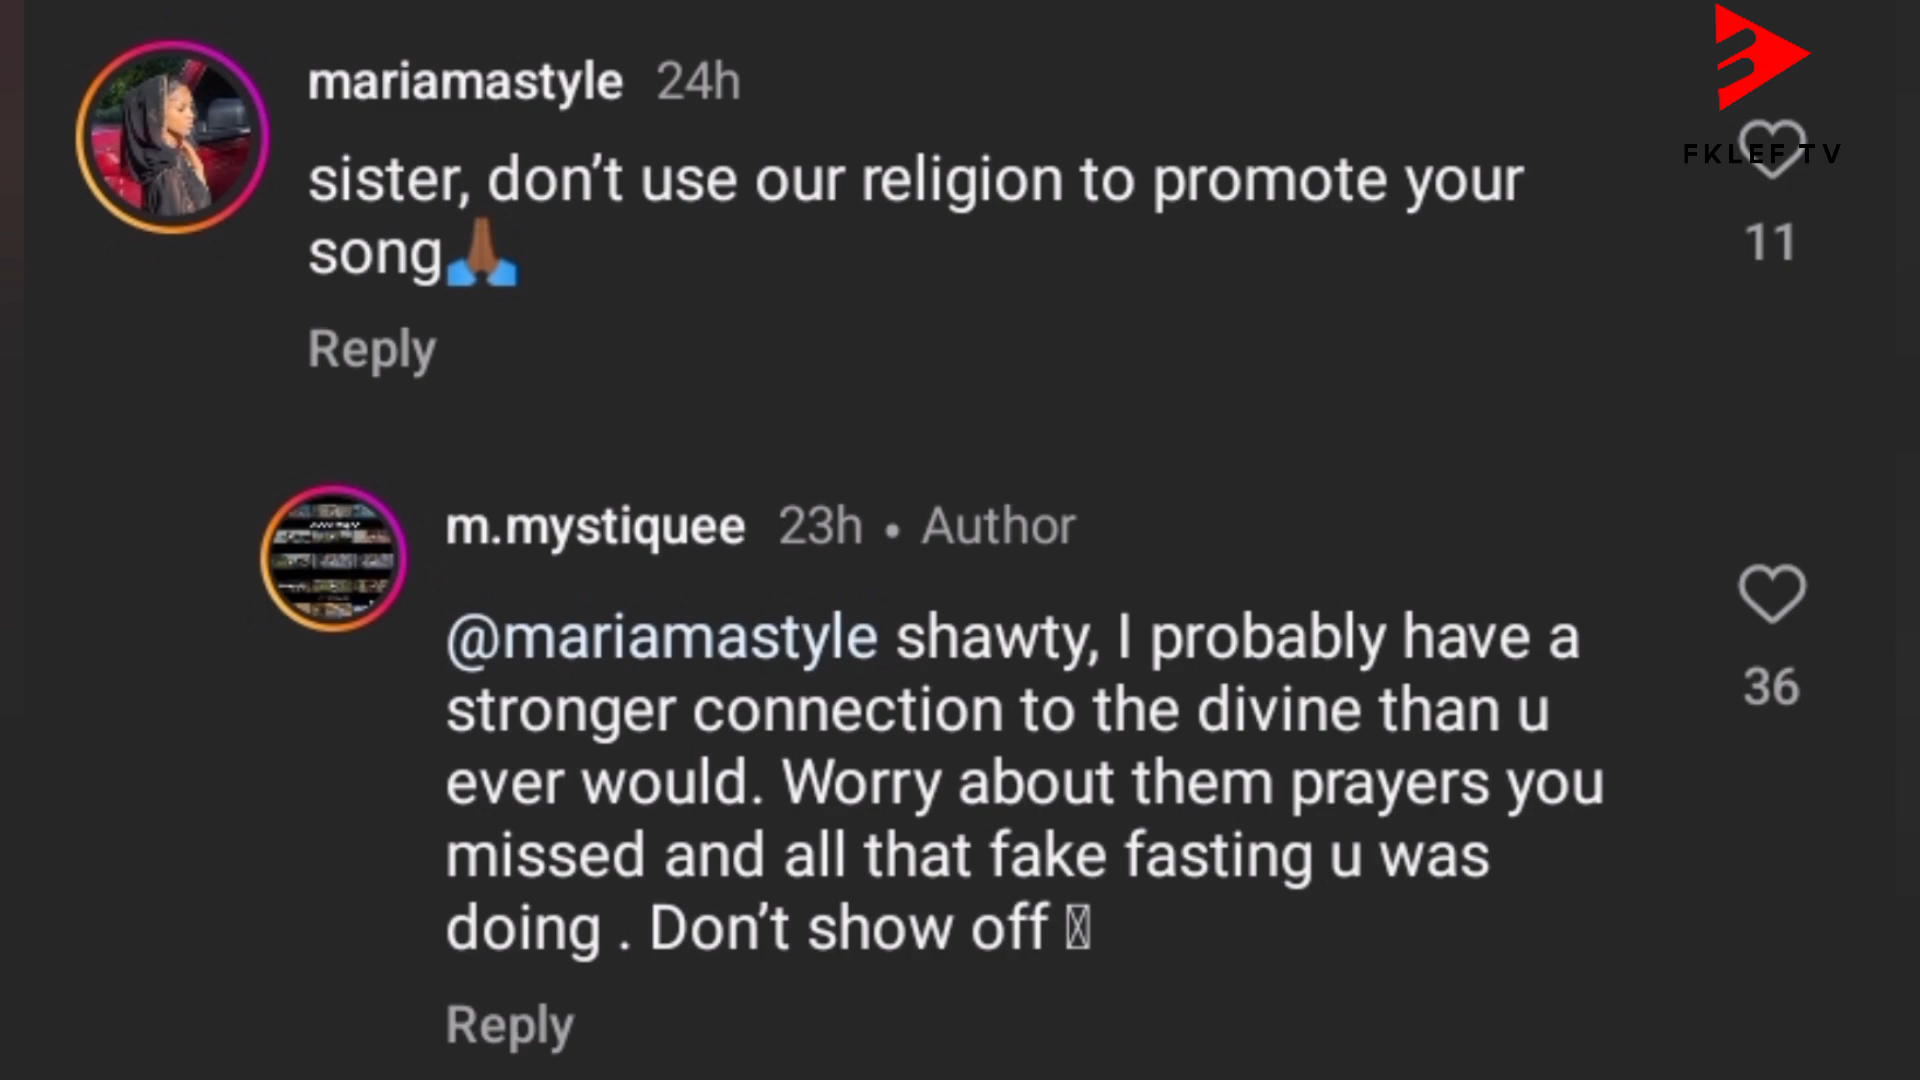 mariamastyle 24h
FKLEF TV
sister, don’t use our religion to promote your
song🙏🏾
11
Reply
m.mystiquee 23h • Author
@mariamastyle shawty, I probably have a
stronger connection to the divine than u
36
ever would. Worry about them prayers you
missed and all that fake fasting u was
doing . Don’t show off
Reply